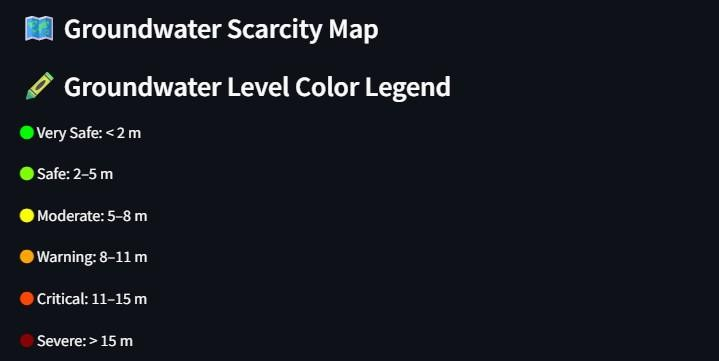 Groundwater Scarcity Map
Groundwater Level Color Legend
Very Safe: < 2 m
Safe: 2–5 m
Moderate: 5–8 m
Warning: 8–11 m
Critical: 11–15 m
Severe: > 15 m